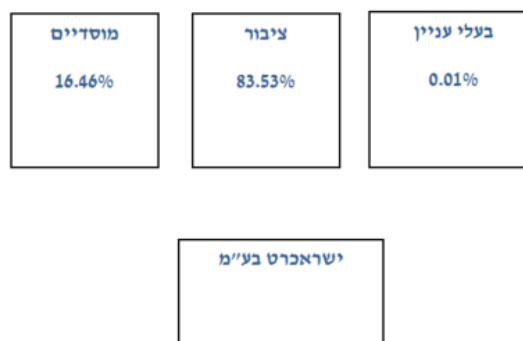 בעלי עניין
0.01%
ציבור
83.53%
מוסדיים
16.46%
ישראכרט בע"מ